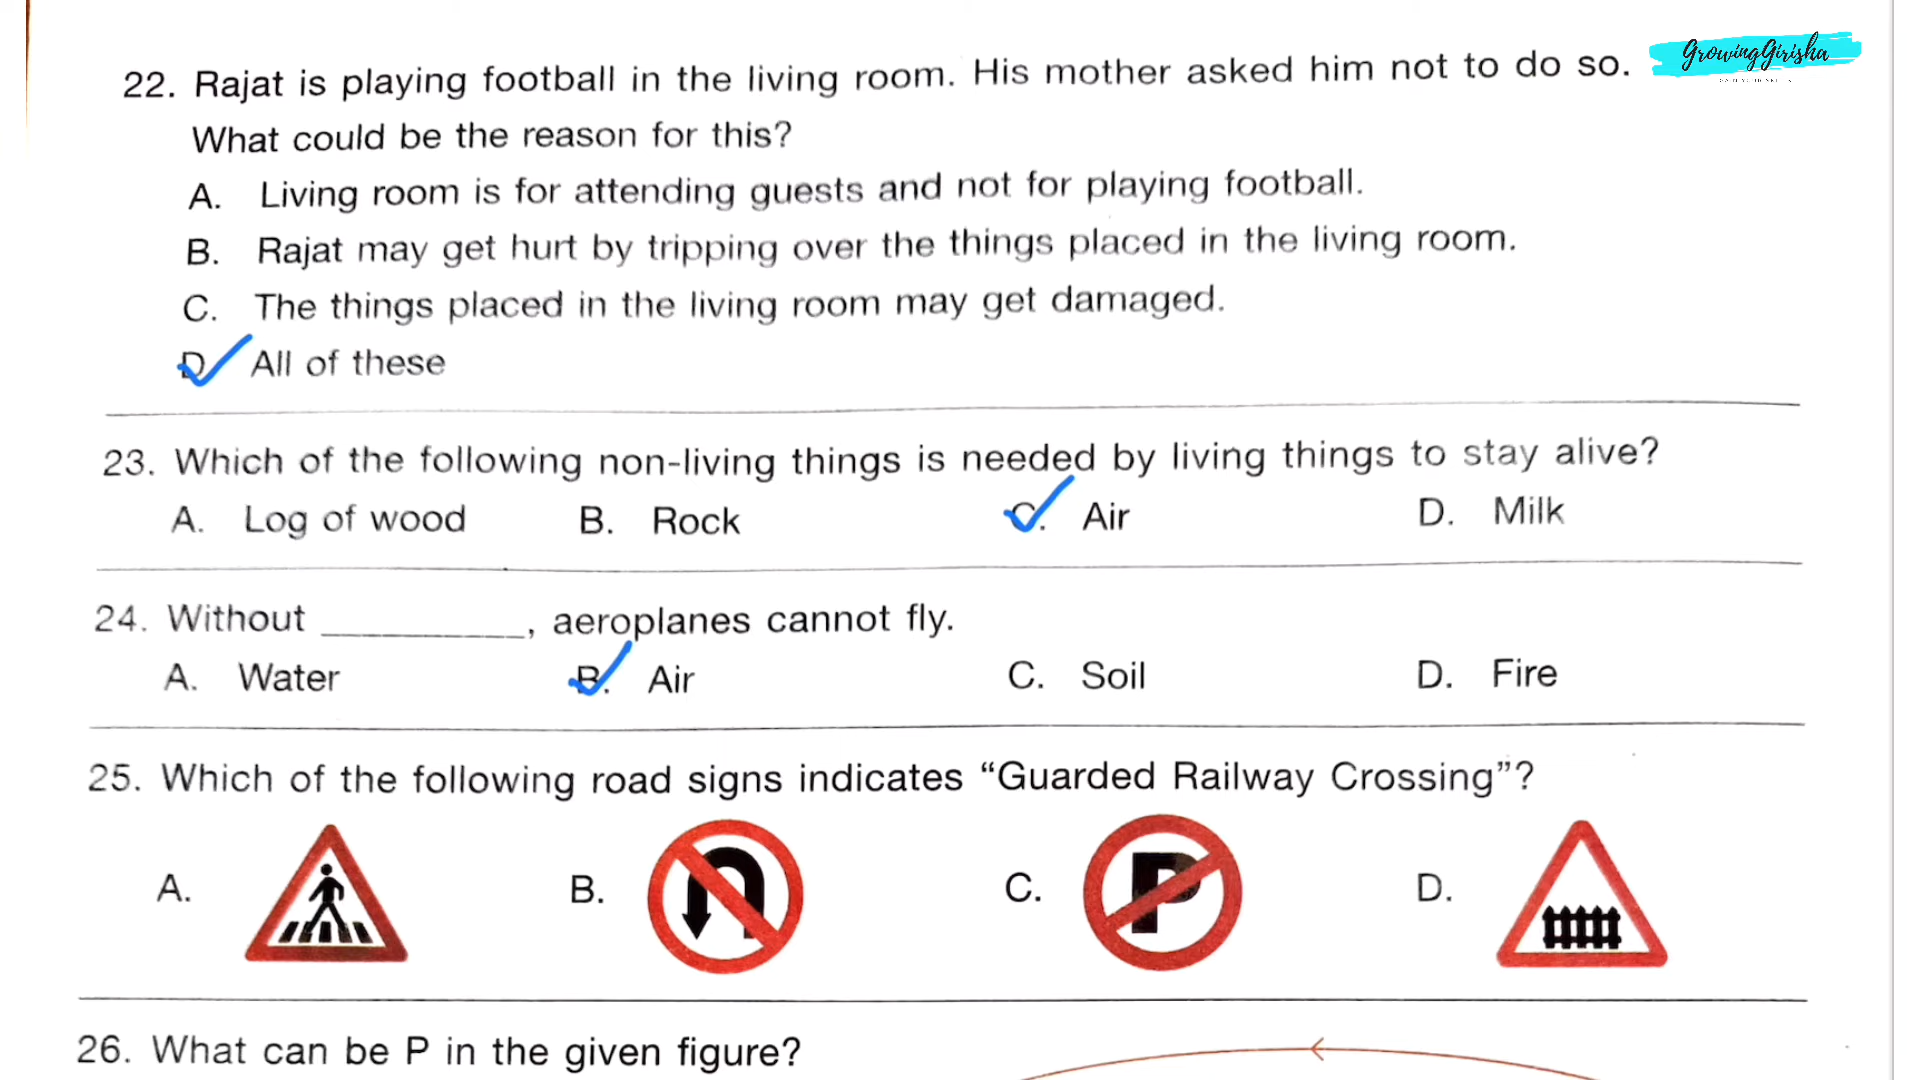 GrowingGirisha
22. Rajat is playing football in the living room. His mother asked him not to do so.
What could be the reason for this?
A. Living room is for attending guests and not for playing football.
B. Rajat may get hurt by tripping over the things placed in the living room.
C. The things placed in the living room may get damaged.
D. All of these
23. Which of the following non-living things is needed by living things to stay alive?
A. Log of wood B. Rock C. Air D. Milk
24. Without __________, aeroplanes cannot fly.
A. Water B. Air C. Soil D. Fire
25. Which of the following road signs indicates “Guarded Railway Crossing”?
A. B. C. P D.
26. What can be P in the given figure?